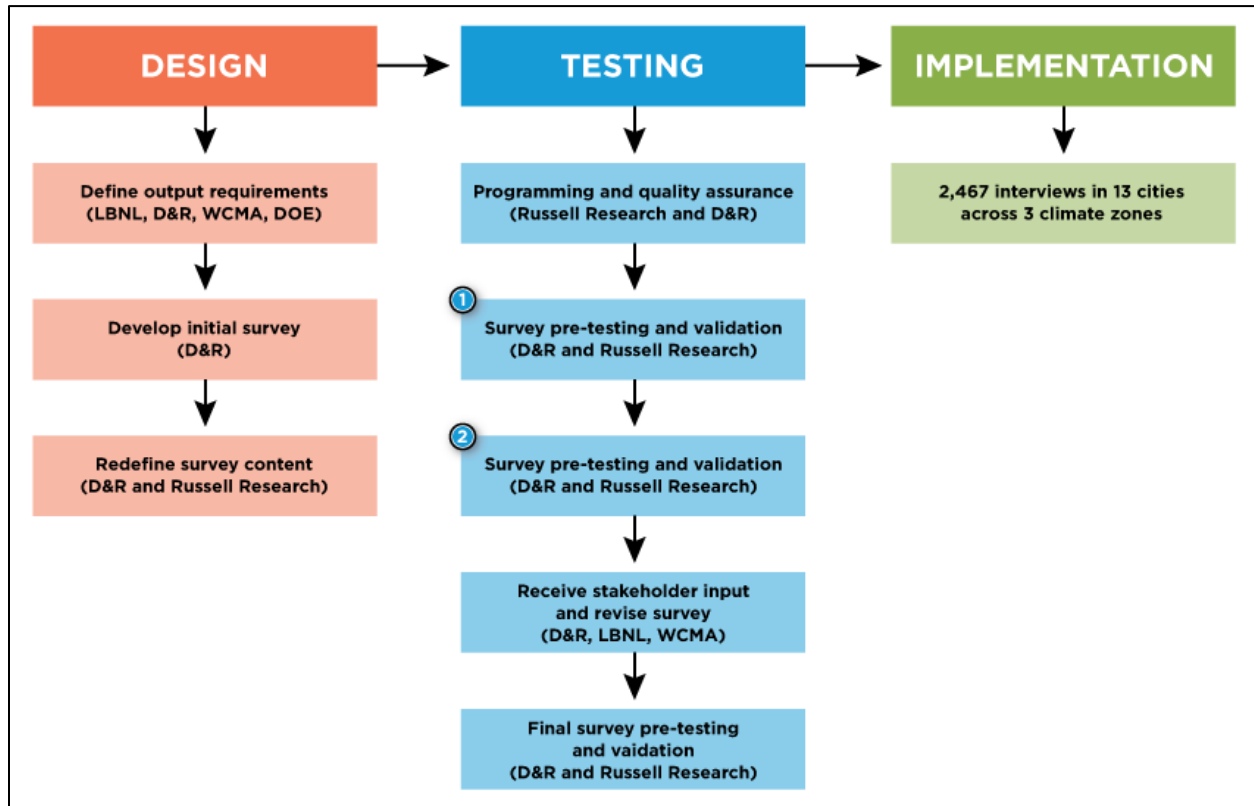 DESIGN
Define output requirements
(LBNL, D&R, WCMA, DOE)
Develop initial survey
(D&R)
Redefine survey content
(D&R and Russell Research)
TESTING
Programming and quality assurance
(Russell Research and D&R)
1
Survey pre-testing and validation
(D&R and Russell Research)
2
Survey pre-testing and validation
(D&R and Russell Research)
Receive stakeholder input
and revise survey
(D&R, LBNL, WCMA)
Final survey pre-testing
and vaidation
(D&R and Russell Research)
IMPLEMENTATION
2,467 interviews in 13 cities
across 3 climate zones